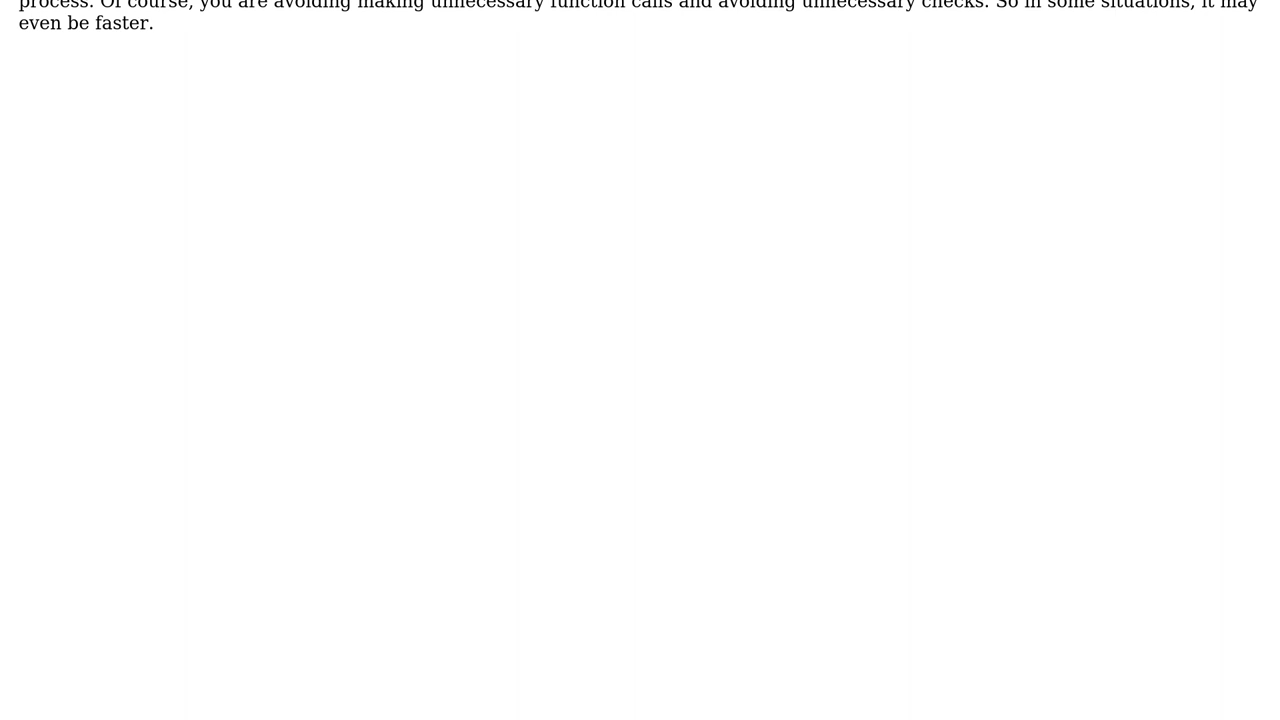 process. Of course, you are avoiding making unnecessary function calls and avoiding unnecessary checks. So in some situations, it may
even be faster.